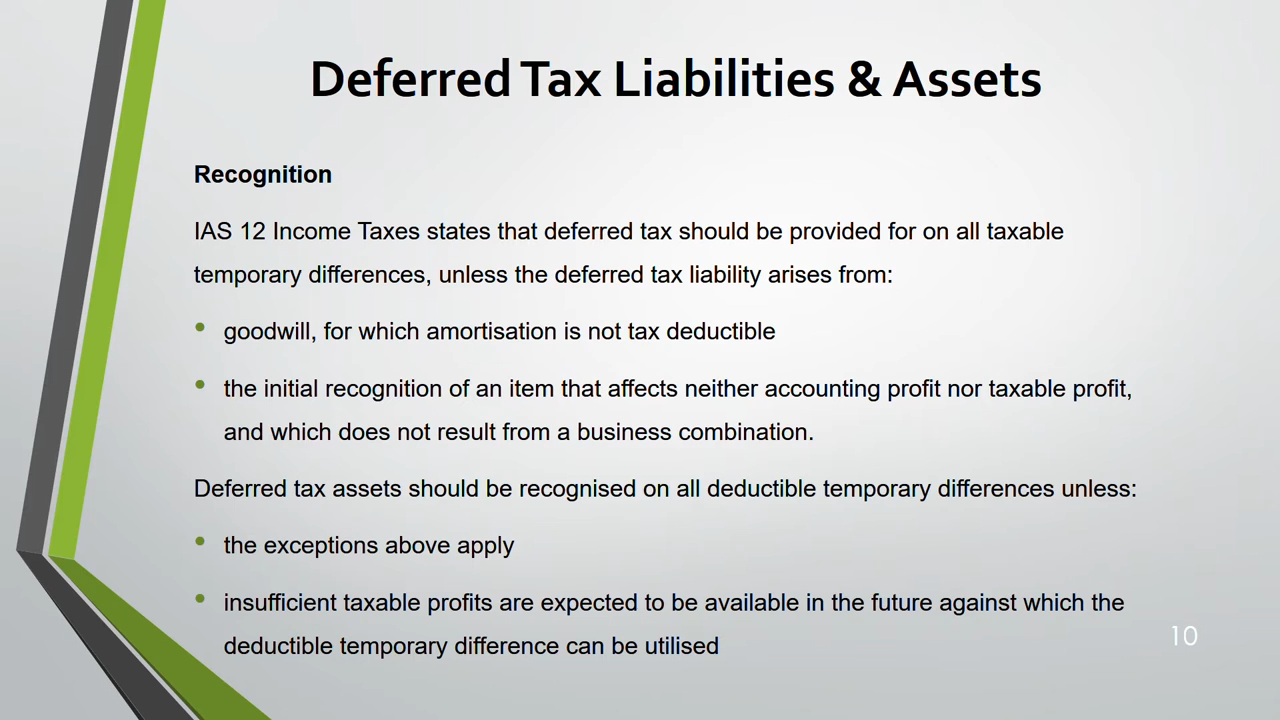 Deferred Tax Liabilities & Assets
Recognition
IAS 12 Income Taxes states that deferred tax should be provided for on all taxable
temporary differences, unless the deferred tax liability arises from:
• goodwill, for which amortisation is not tax deductible
• the initial recognition of an item that affects neither accounting profit nor taxable profit,
and which does not result from a business combination.
Deferred tax assets should be recognised on all deductible temporary differences unless:
• the exceptions above apply
• insufficient taxable profits are expected to be available in the future against which the
deductible temporary difference can be utilised
10